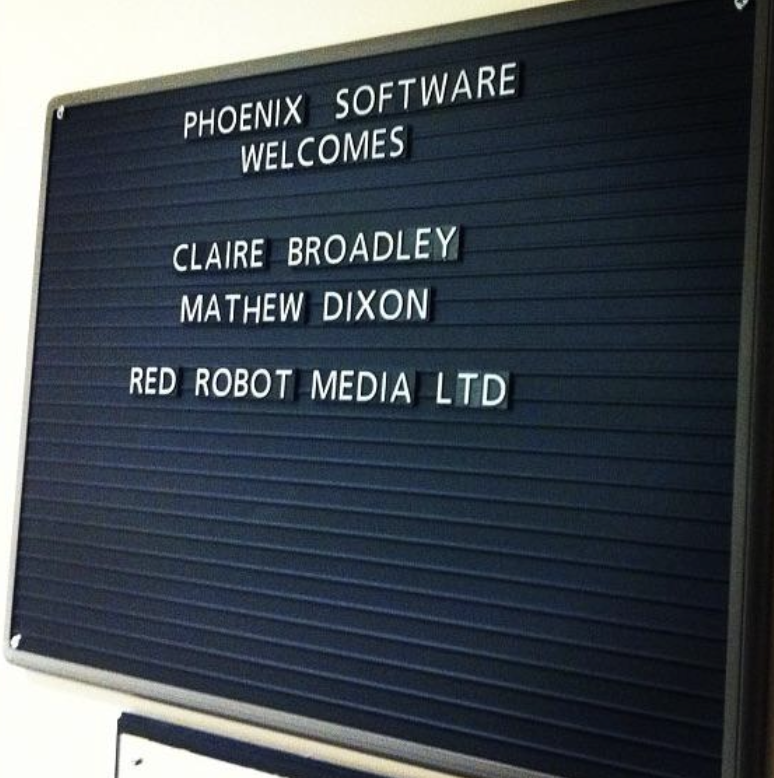 PHOENIX SOFTWARE
WELCOMES
CLAIRE BROADLEY
MATHEW DIXON
RED ROBOT MEDIA LTD